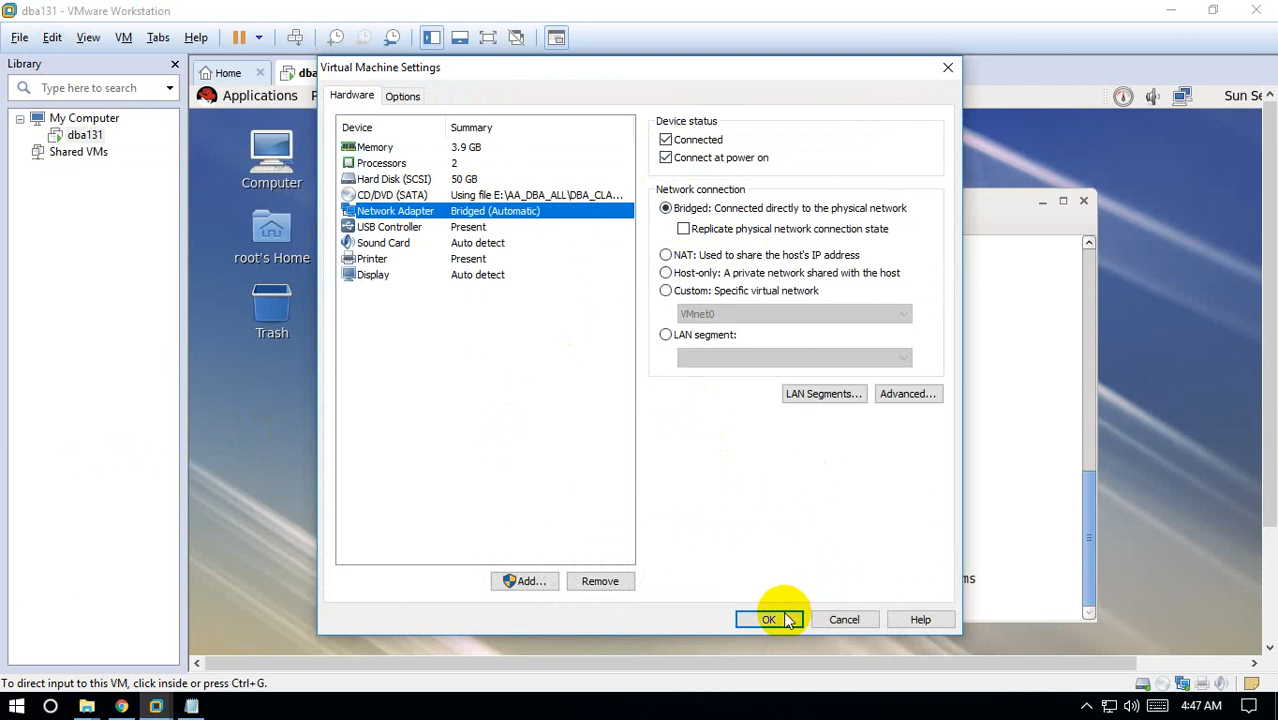 dba131 - VMware Workstation
File Edit View VM Tabs Help
Library
Type here to search
My Computer
dba131
Shared VMs
Home
dba
Applications
Sun Se
Computer
root's Home
Trash
Virtual Machine Settings
Hardware Options
Device Summary
Memory 3.9 GB
Processors 2
Hard Disk (SCSI) 50 GB
CD/DVD (SATA) Using file E:\AA_DBA_ALL\DBA_CLA...
Network Adapter Bridged (Automatic)
USB Controller Present
Sound Card Auto detect
Printer Present
Display Auto detect
Add... Remove
Device status
Connected
Connect at power on
Network connection
Bridged: Connected directly to the physical network
Replicate physical network connection state
NAT: Used to share the host's IP address
Host-only: A private network shared with the host
Custom: Specific virtual network
VMnet0
LAN segment:
LAN Segments... Advanced...
OK Cancel Help
ms
To direct input to this VM, click inside or press Ctrl+G.
4:47 AM